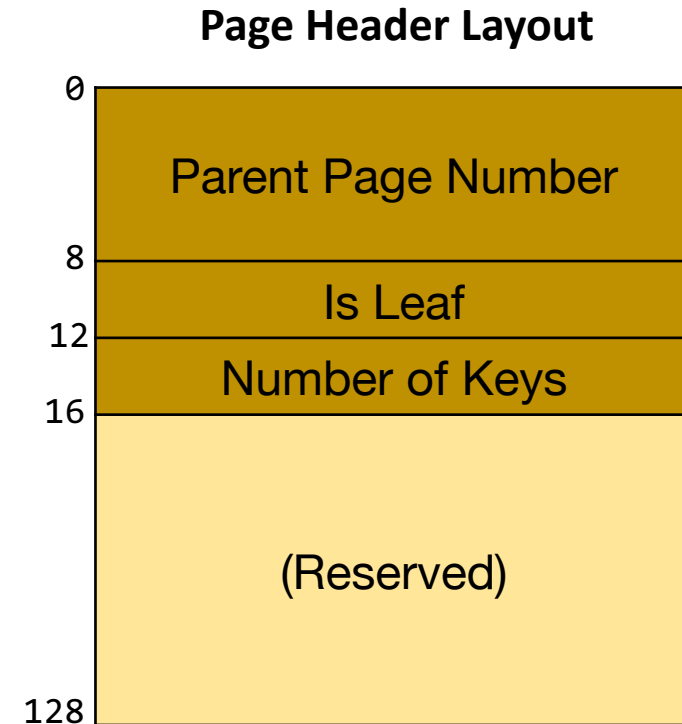 Page Header Layout
0
Parent Page Number
8
Is Leaf
12
Number of Keys
16
(Reserved)
128